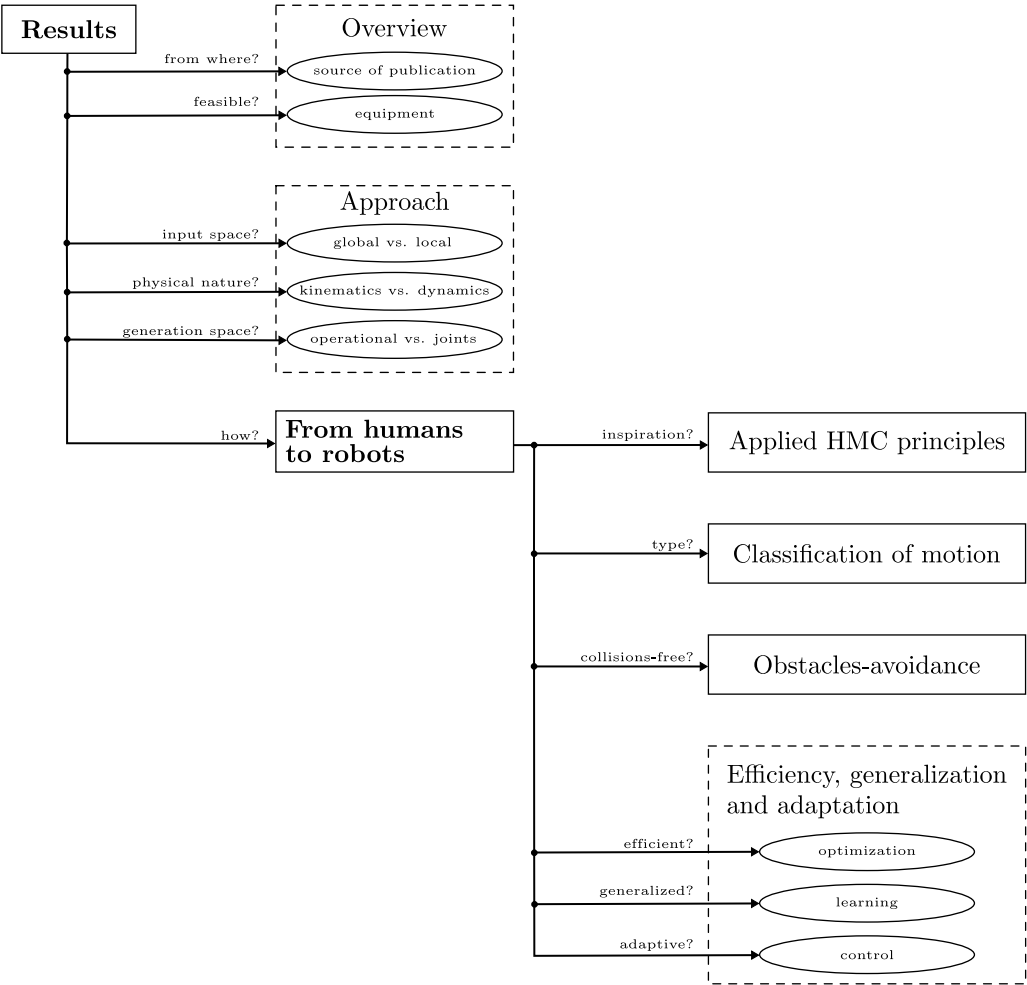 Results
Overview
from where?
source of publication
feasible?
equipment
Approach
input space?
global vs. local
physical nature?
kinematics vs. dynamics
generation space?
operational vs. joints
how?
From humans
to robots
inspiration?
Applied HMC principles
type?
Classification of motion
collisions-free?
Obstacles-avoidance
Efficiency, generalization
and adaptation
efficient?
optimization
generalized?
learning
adaptive?
control